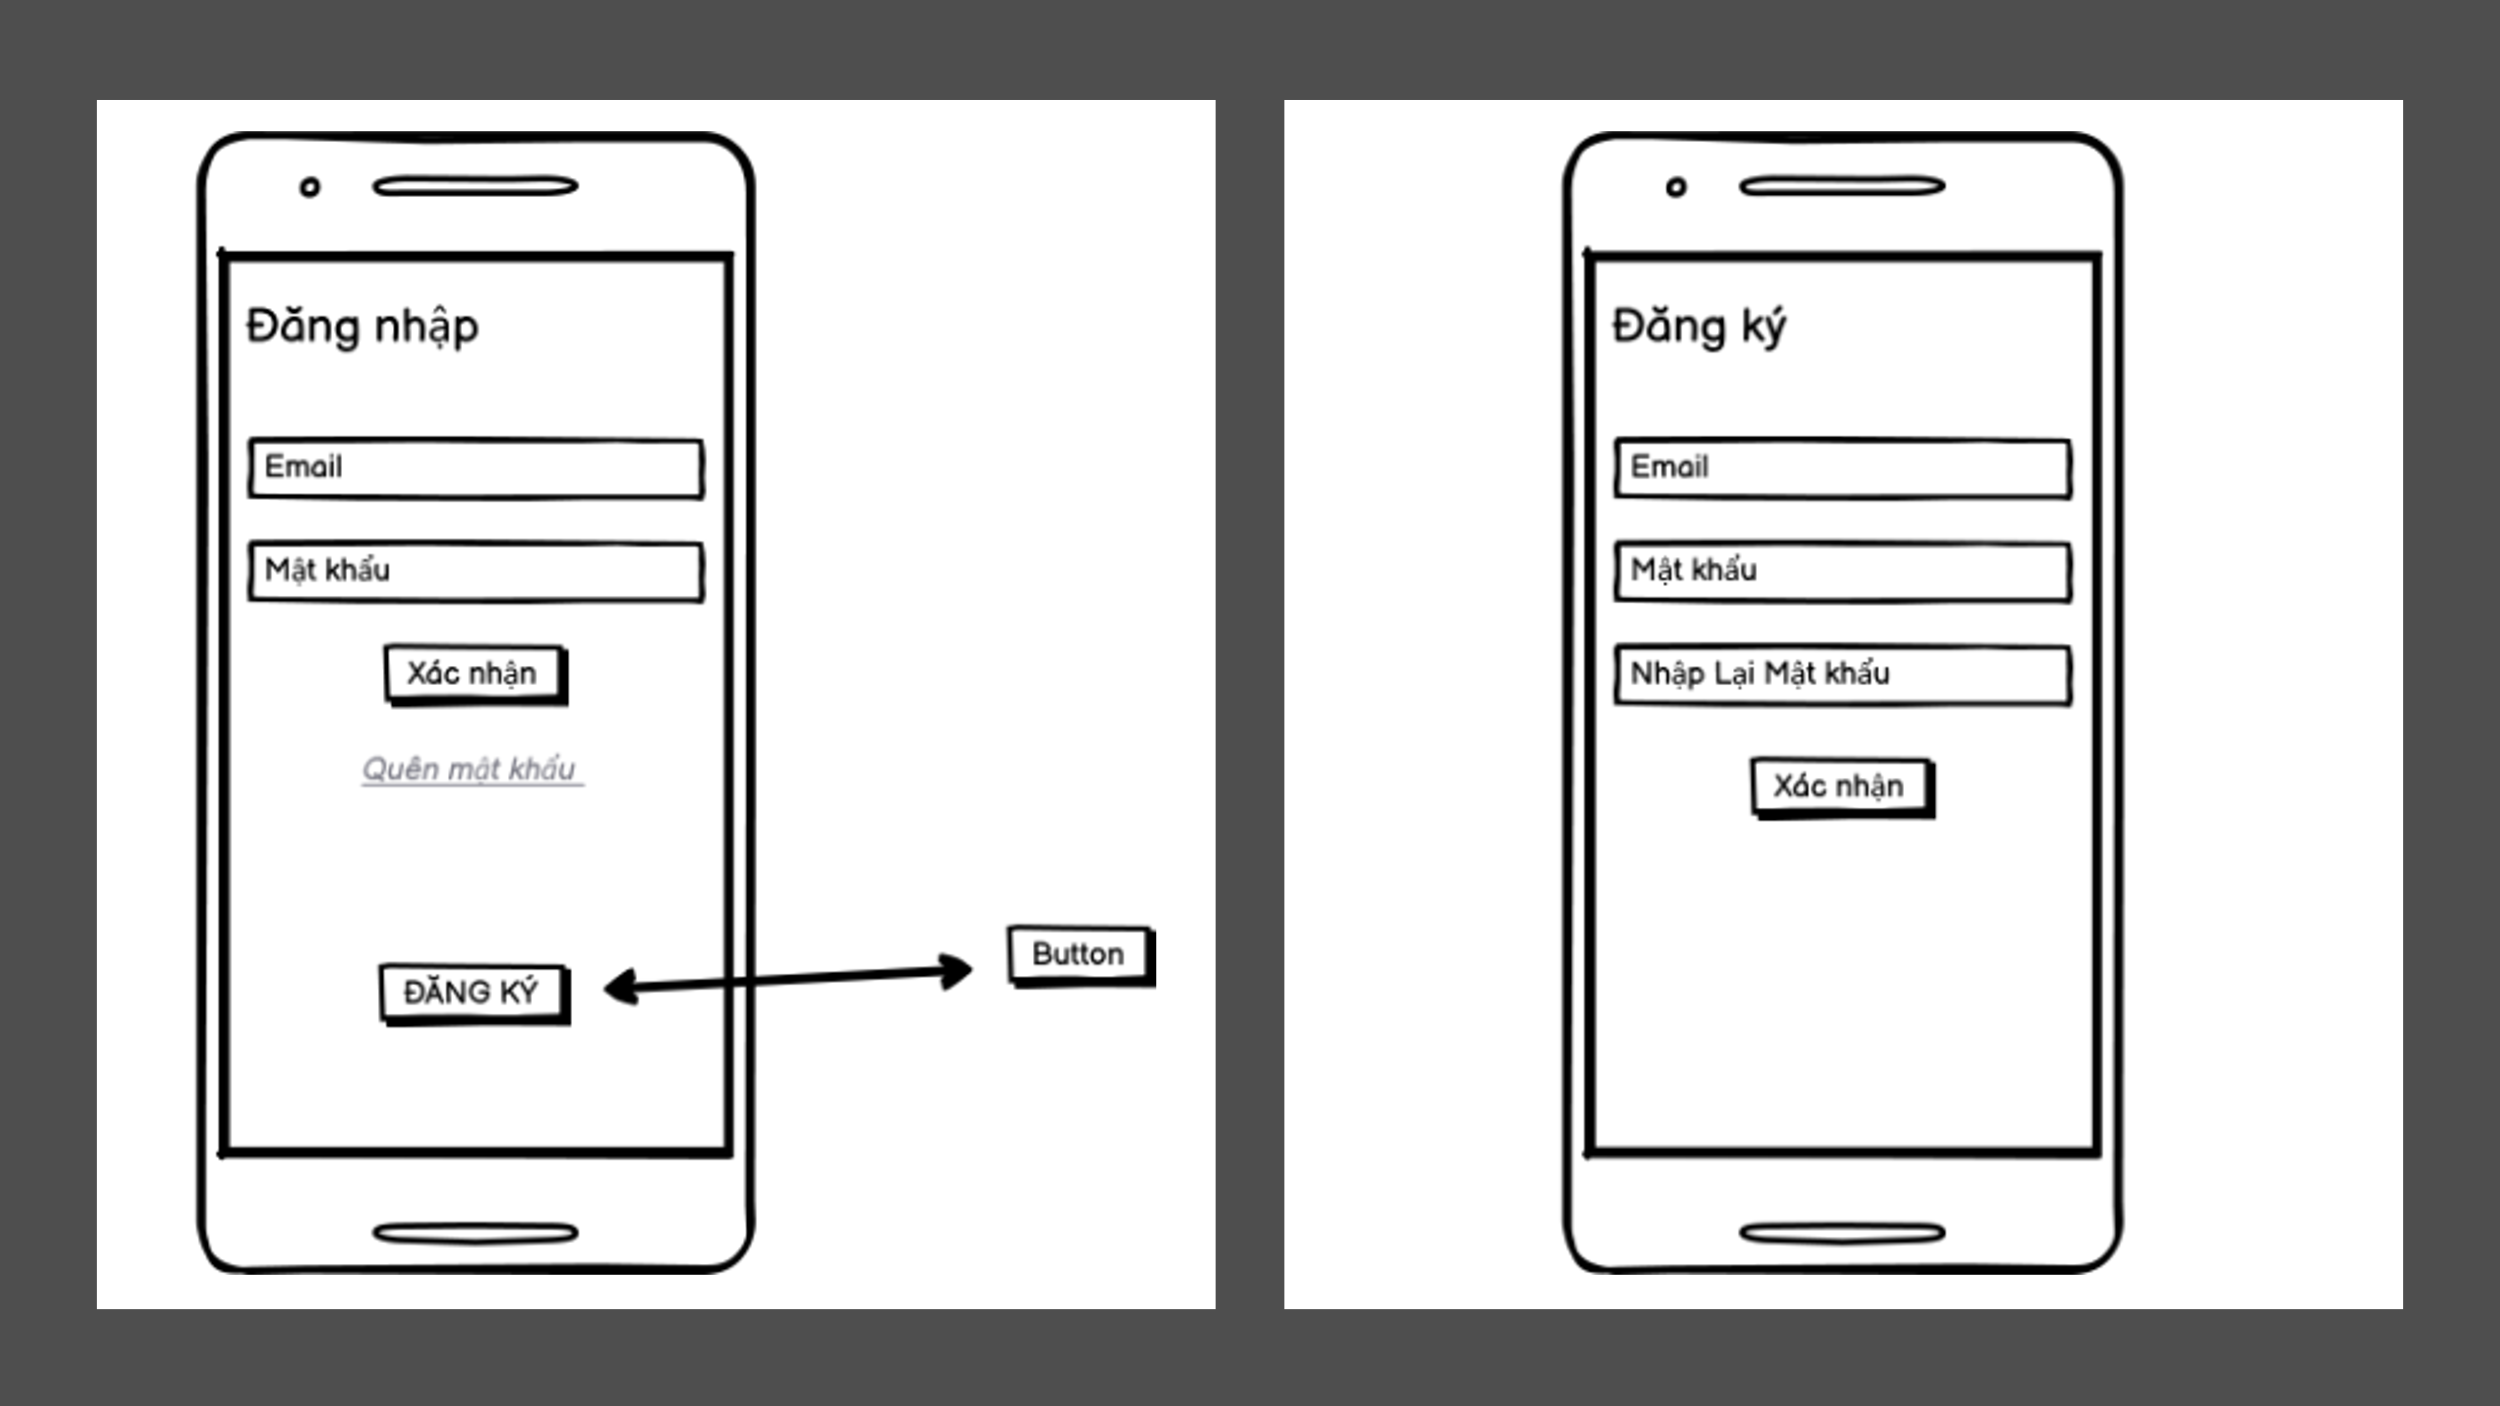 Đăng nhập
Email
Mật khẩu
Xác nhận
Quên mật khẩu
ĐĂNG KÝ
Button
Đăng ký
Email
Mật khẩu
Nhập Lại Mật khẩu
Xác nhận